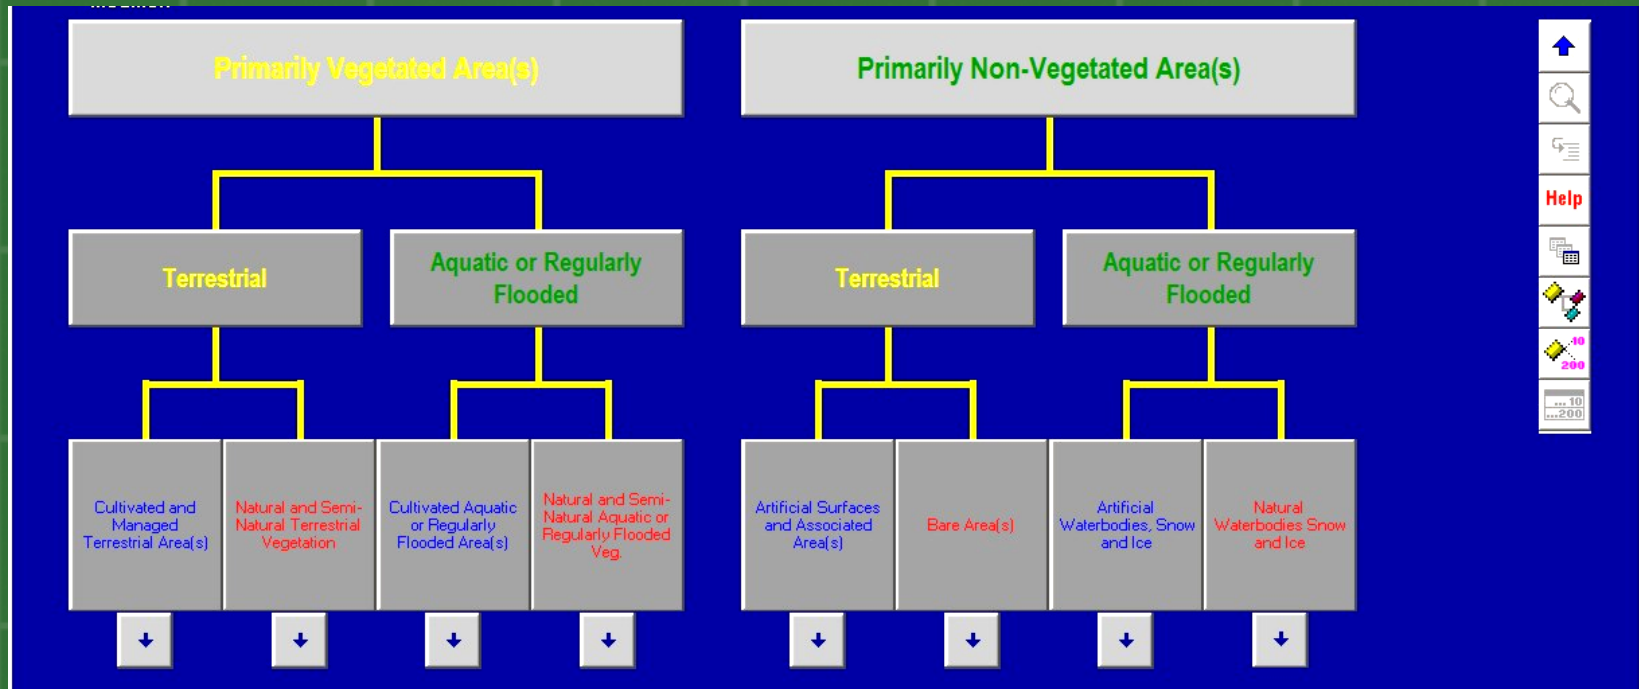 Primarily Vegetated Area(s)
Primarily Non-Vegetated Area(s)
Help
Terrestrial
Aquatic or Regularly
Flooded
Terrestrial
Aquatic or Regularly
Flooded
10
200
... 10
...200
Cultivated and
Managed
Terrestrial Area(s)
Natural and Semi-
Natural Terrestrial
Vegetation
Cultivated Aquatic
or Regularly
Flooded Area(s)
Natural and Semi-
Natural Aquatic or
Regularly Flooded
Veg.
Artificial Surfaces
and Associated
Area(s)
Bare Area(s)
Artificial
Waterbodies, Snow
and Ice
Natural
Waterbodies Snow
and Ice